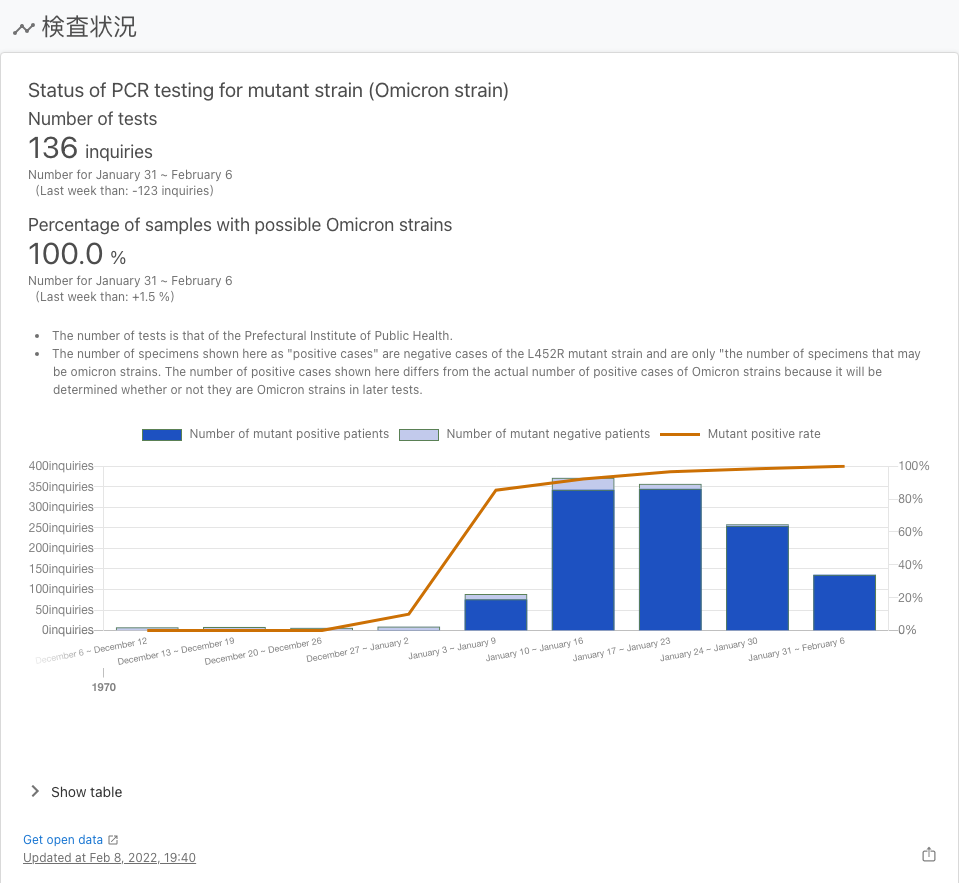 検査状況
Status of PCR testing for mutant strain (Omicron strain)
Number of tests
136 inquiries
Number for January 31 ~ February 6
(Last week than: -123 inquiries)
Percentage of samples with possible Omicron strains
100.0 %
Number for January 31 ~ February 6
(Last week than: +1.5 %)
• The number of tests is that of the Prefectural Institute of Public Health.
• The number of specimens shown here as "positive cases" are negative cases of the L452R mutant strain and are only "the number of specimens that may
be omicron strains. The number of positive cases shown here differs from the actual number of positive cases of Omicron strains because it will be
determined whether or not they are Omicron strains in later tests.
Number of mutant positive patients Number of mutant negative patients Mutant positive rate
400inquiries 100%
350inquiries
80%
300inquiries
250inquiries
60%
200inquiries
150inquiries
40%
100inquiries
20%
50inquiries
0inquiries 0%
December 6 ~ December 12
December 13 ~ December 19
December 20 ~ December 26
December 27 ~ January 2
January 3 ~ January 9
January 10 ~ January 16
January 17 ~ January 23
January 24 ~ January 30
January 31 ~ February 6
1970
Show table
Get open data
Updated at Feb 8, 2022, 19:40